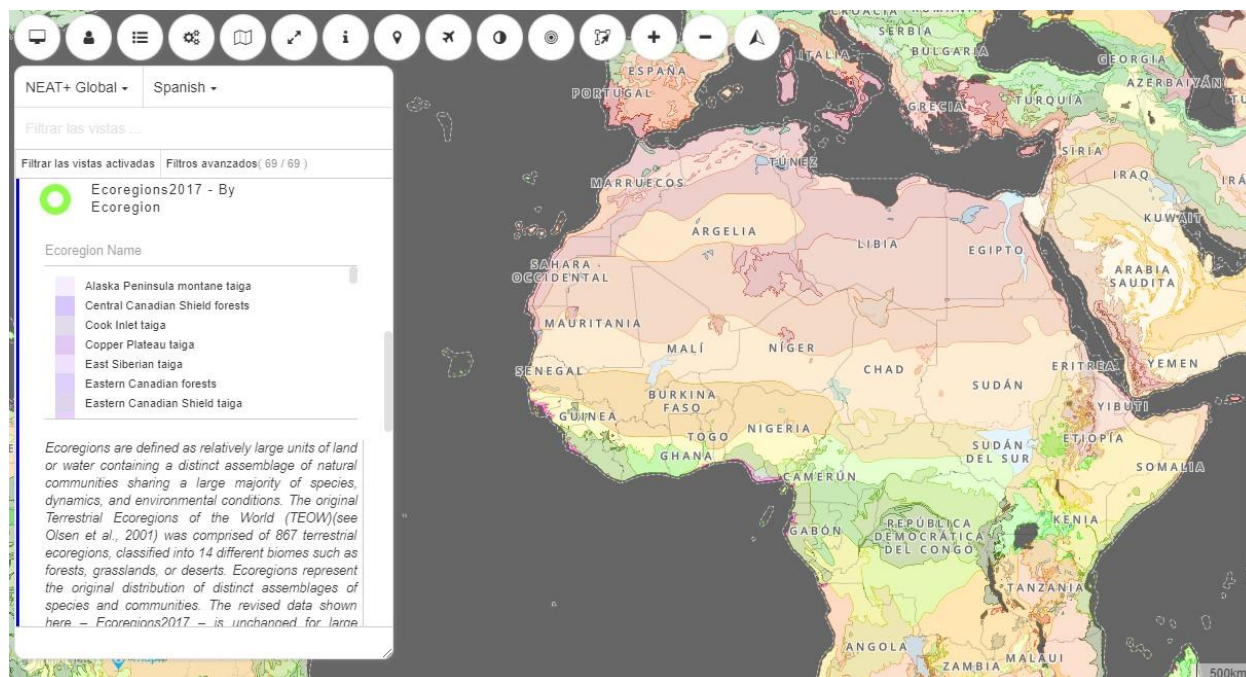 NEAT+ Global
Spanish
Filtrar las vistas ...
Filtrar las vistas activadas
Filtros avanzados( 69 / 69 )
Ecoregions2017 - By
Ecoregion
Ecoregion Name
Alaska Peninsula montane taiga
Central Canadian Shield forests
Cook Inlet taiga
Copper Plateau taiga
East Siberian taiga
Eastern Canadian forests
Eastern Canadian Shield taiga
Ecoregions are defined as relatively large units of land
or water containing a distinct assemblage of natural
communities sharing a large majority of species,
dynamics, and environmental conditions. The original
Terrestrial Ecoregions of the World (TEOW)(see
Olsen et al., 2001) was comprised of 867 terrestrial
ecoregions, classified into 14 different biomes such as
forests, grasslands, or deserts. Ecoregions represent
the original distribution of distinct assemblages of
species and communities. The revised data shown
here – Ecoregions2017 – is unchanged for large
CROACIA
SERBIA
ITALIA
BULGARIA
GEORGIA
ESPAÑA
PORTUGAL
AZERBAIYÁN
GRECIA
TURQUÍA
TÚNEZ
SIRIA
MARRUECOS
IRAQ
KUWAIT
ARGELIA
LIBIA
EGIPTO
SAHARA
OCCIDENTAL
ARABIA
SAUDITA
MAURITANIA
MALÍ
NÍGER
CHAD
SUDÁN
ERITREA
YEMEN
SENEGAL
BURKINA
FASO
YIBUTI
GUINEA
TOGO
NIGERIA
GHANA
SUDÁN
DEL SUR
ETIOPÍA
SOMALIA
CAMERÚN
GABÓN
REPÚBLICA
DEMOCRÁTICA
DEL CONGO
KENIA
TANZANIA
ANGOLA
ZAMBIA
MALAUI
500km